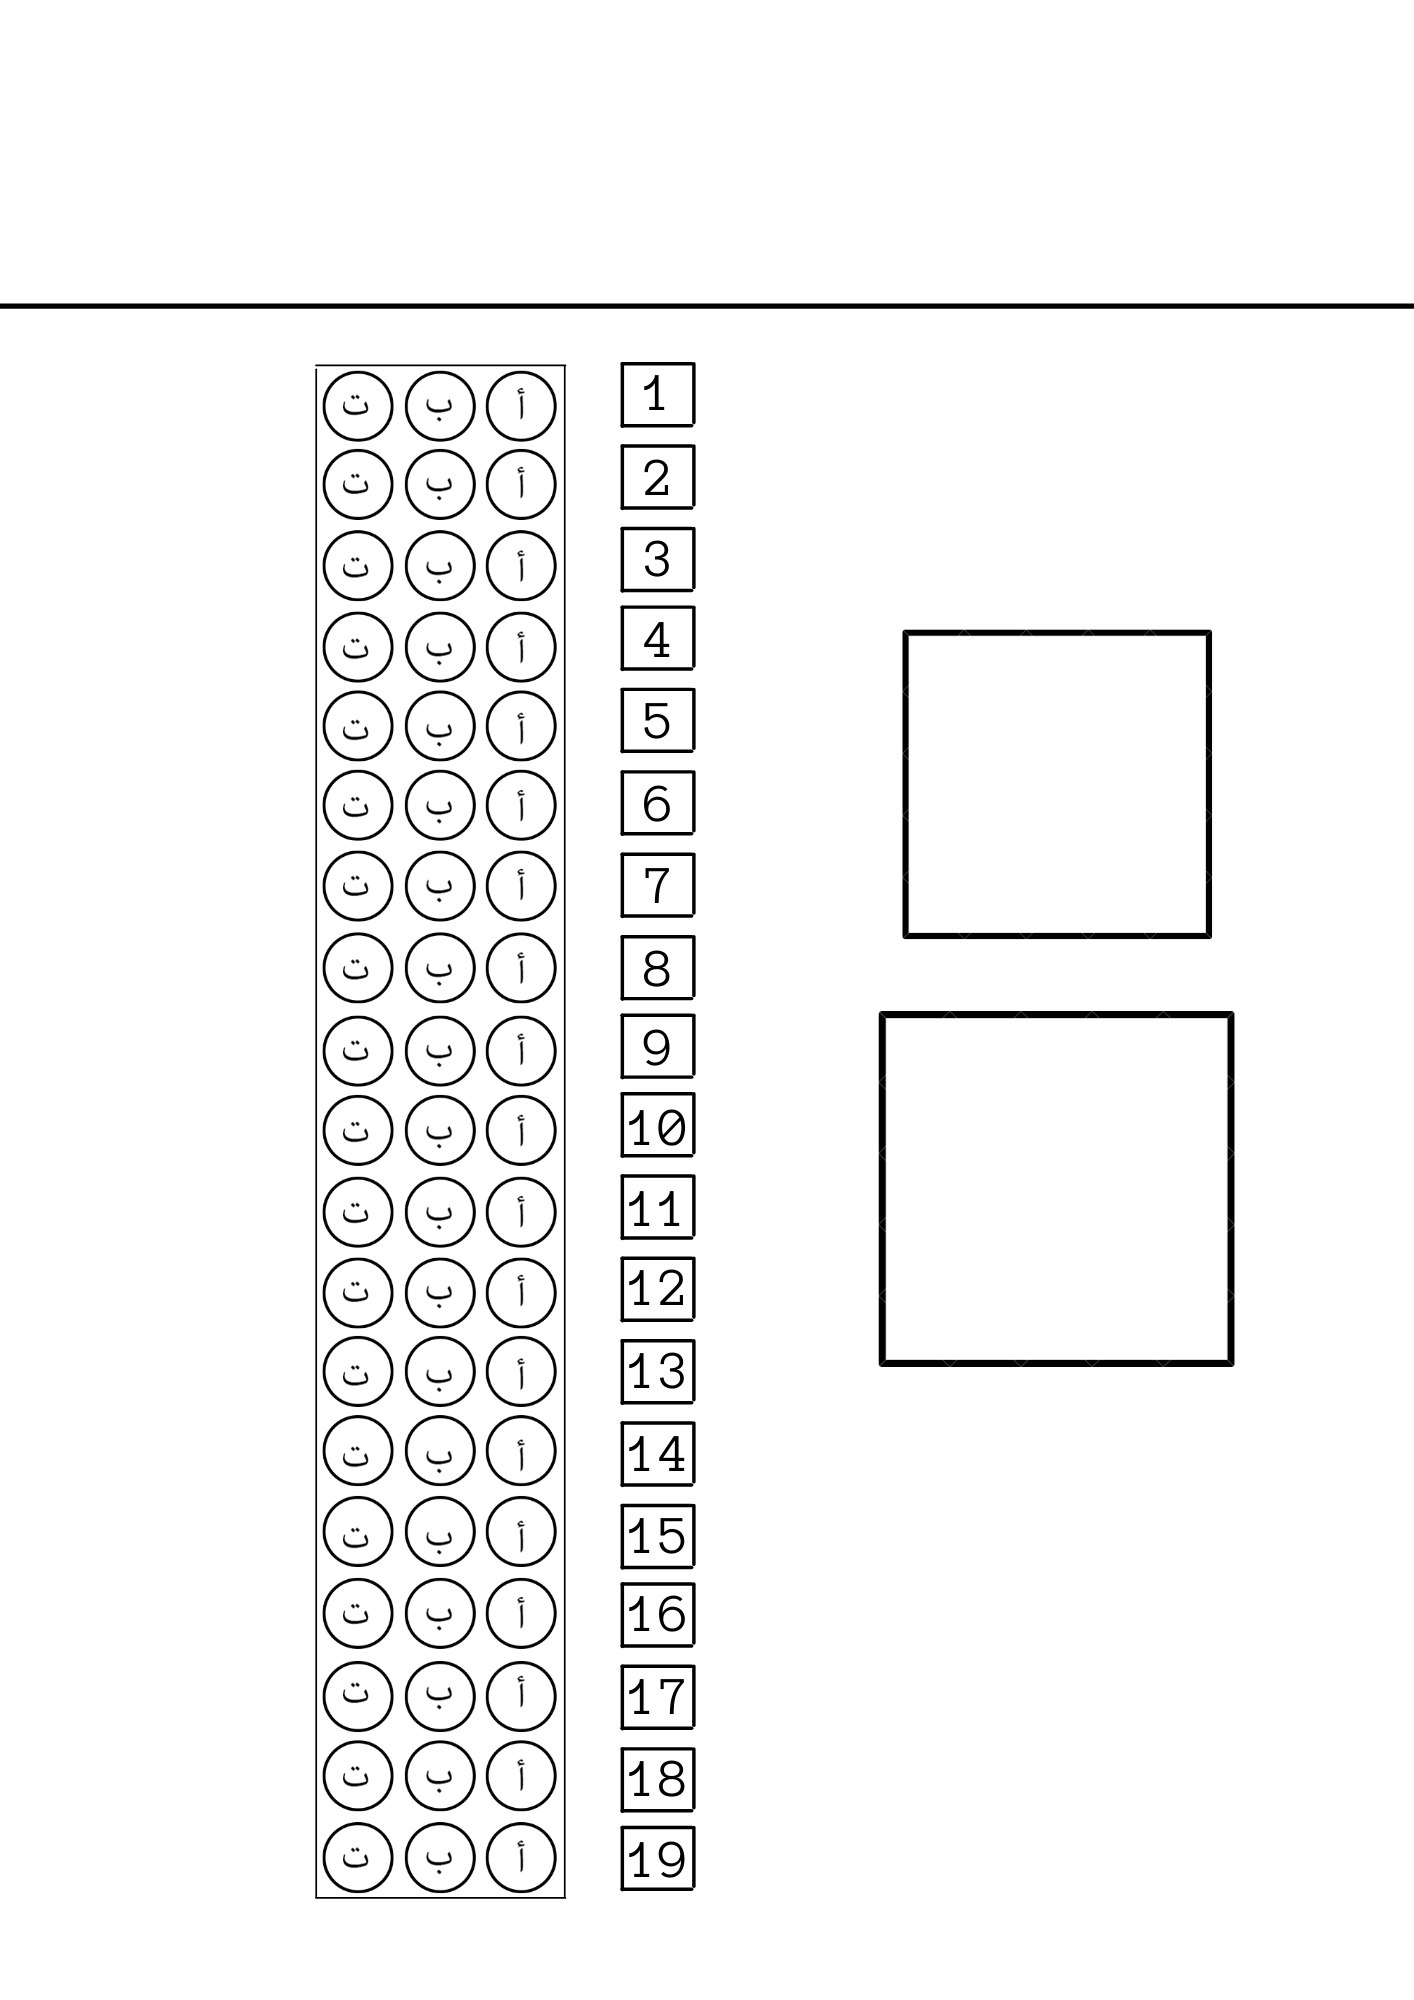 1 أ ب ت
2 أ ب ت
3 أ ب ت
4 أ ب ت
5 أ ب ت
6 أ ب ت
7 أ ب ت
8 أ ب ت
9 أ ب ت
10 أ ب ت
11 أ ب ت
12 أ ب ت
13 أ ب ت
14 أ ب ت
15 أ ب ت
16 أ ب ت
17 أ ب ت
18 أ ب ت
19 أ ب ت